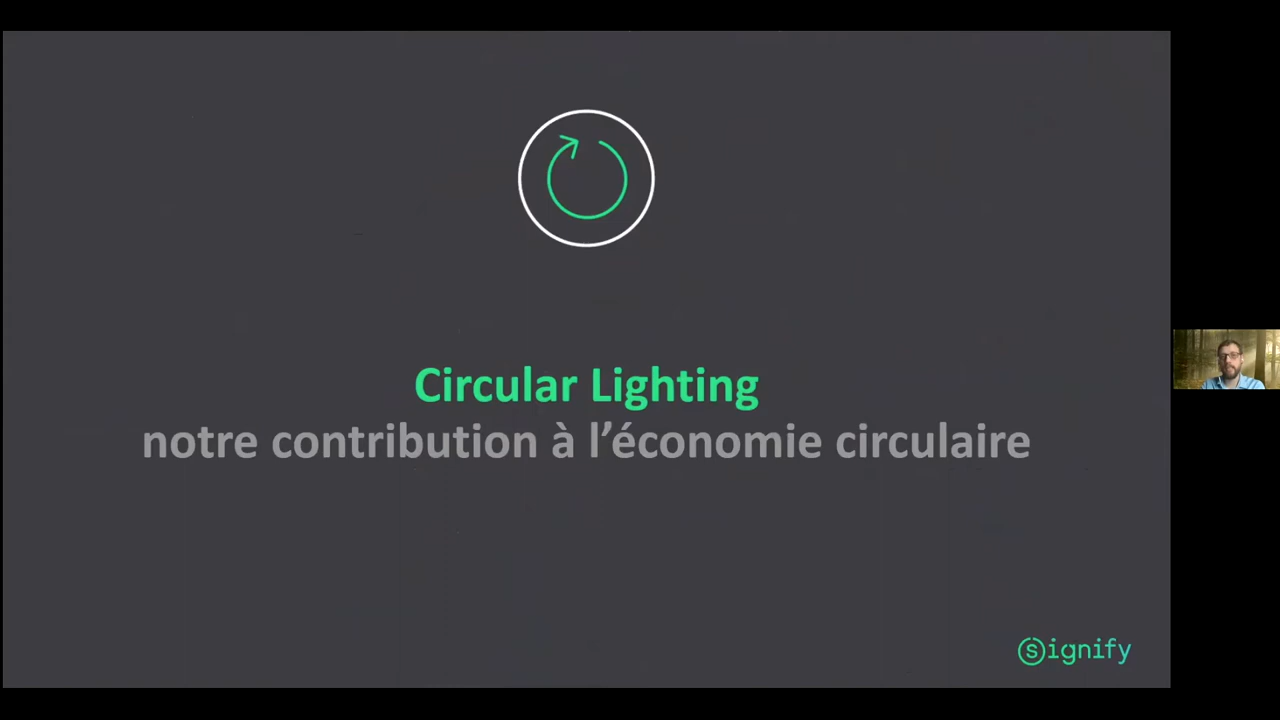 Circular Lighting
notre contribution à l’économie circulaire
signify